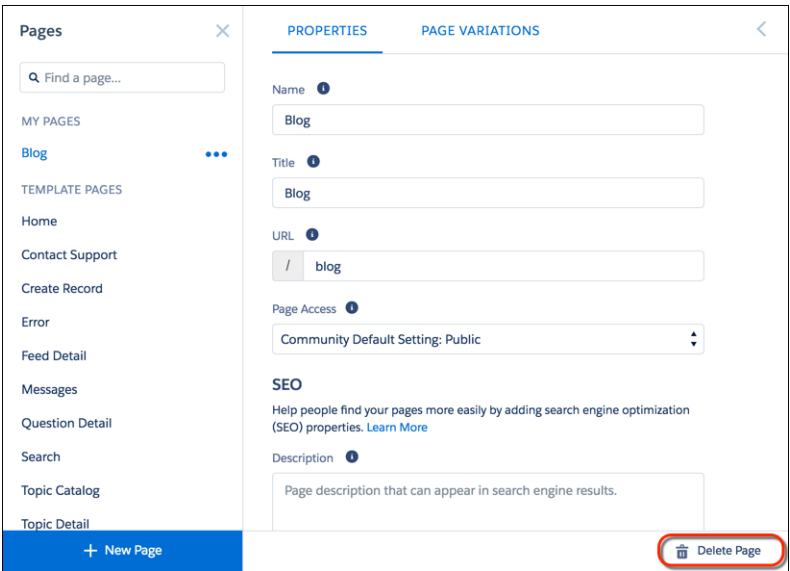 Pages
Find a page...
MY PAGES
Blog
TEMPLATE PAGES
Home
Contact Support
Create Record
Error
Feed Detail
Messages
Question Detail
Search
Topic Catalog
Topic Detail
+ New Page
PROPERTIES PAGE VARIATIONS
Name
Blog
Title
Blog
URL
/ blog
Page Access
Community Default Setting: Public
SEO
Help people find your pages more easily by adding search engine optimization
(SEO) properties. Learn More
Description
Page description that can appear in search engine results.
Delete Page